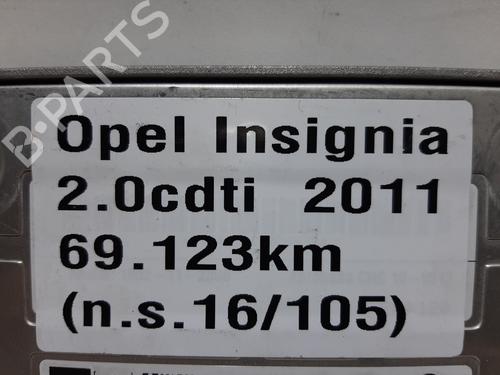 B-PARTS
Opel Insignia
2.0cdti 2011
69.123km
(n.s.16/105)